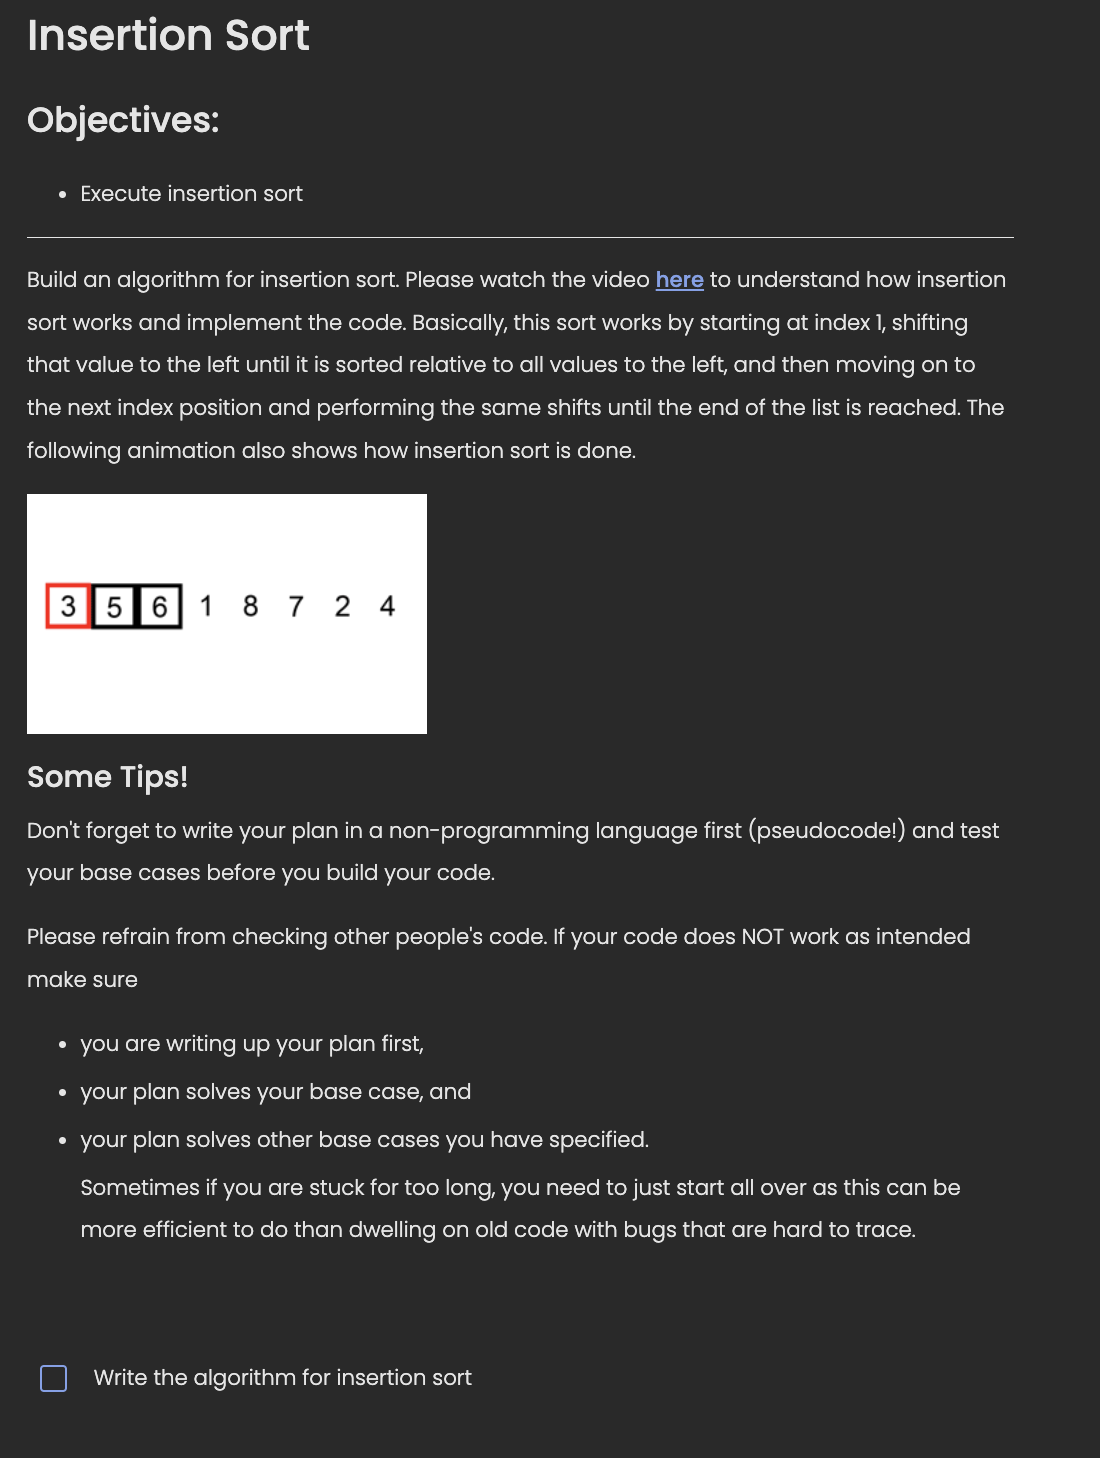 Insertion Sort
Objectives:
• Execute insertion sort
Build an algorithm for insertion sort. Please watch the video here to understand how insertion
sort works and implement the code. Basically, this sort works by starting at index 1, shifting
that value to the left until it is sorted relative to all values to the left, and then moving on to
the next index position and performing the same shifts until the end of the list is reached. The
following animation also shows how insertion sort is done.
3 5 6 1 8 7 2 4
Some Tips!
Don't forget to write your plan in a non-programming language first (pseudocode!) and test
your base cases before you build your code.
Please refrain from checking other people's code. If your code does NOT work as intended
make sure
• you are writing up your plan first,
• your plan solves your base case, and
• your plan solves other base cases you have specified.
Sometimes if you are stuck for too long, you need to just start all over as this can be
more efficient to do than dwelling on old code with bugs that are hard to trace.
Write the algorithm for insertion sort